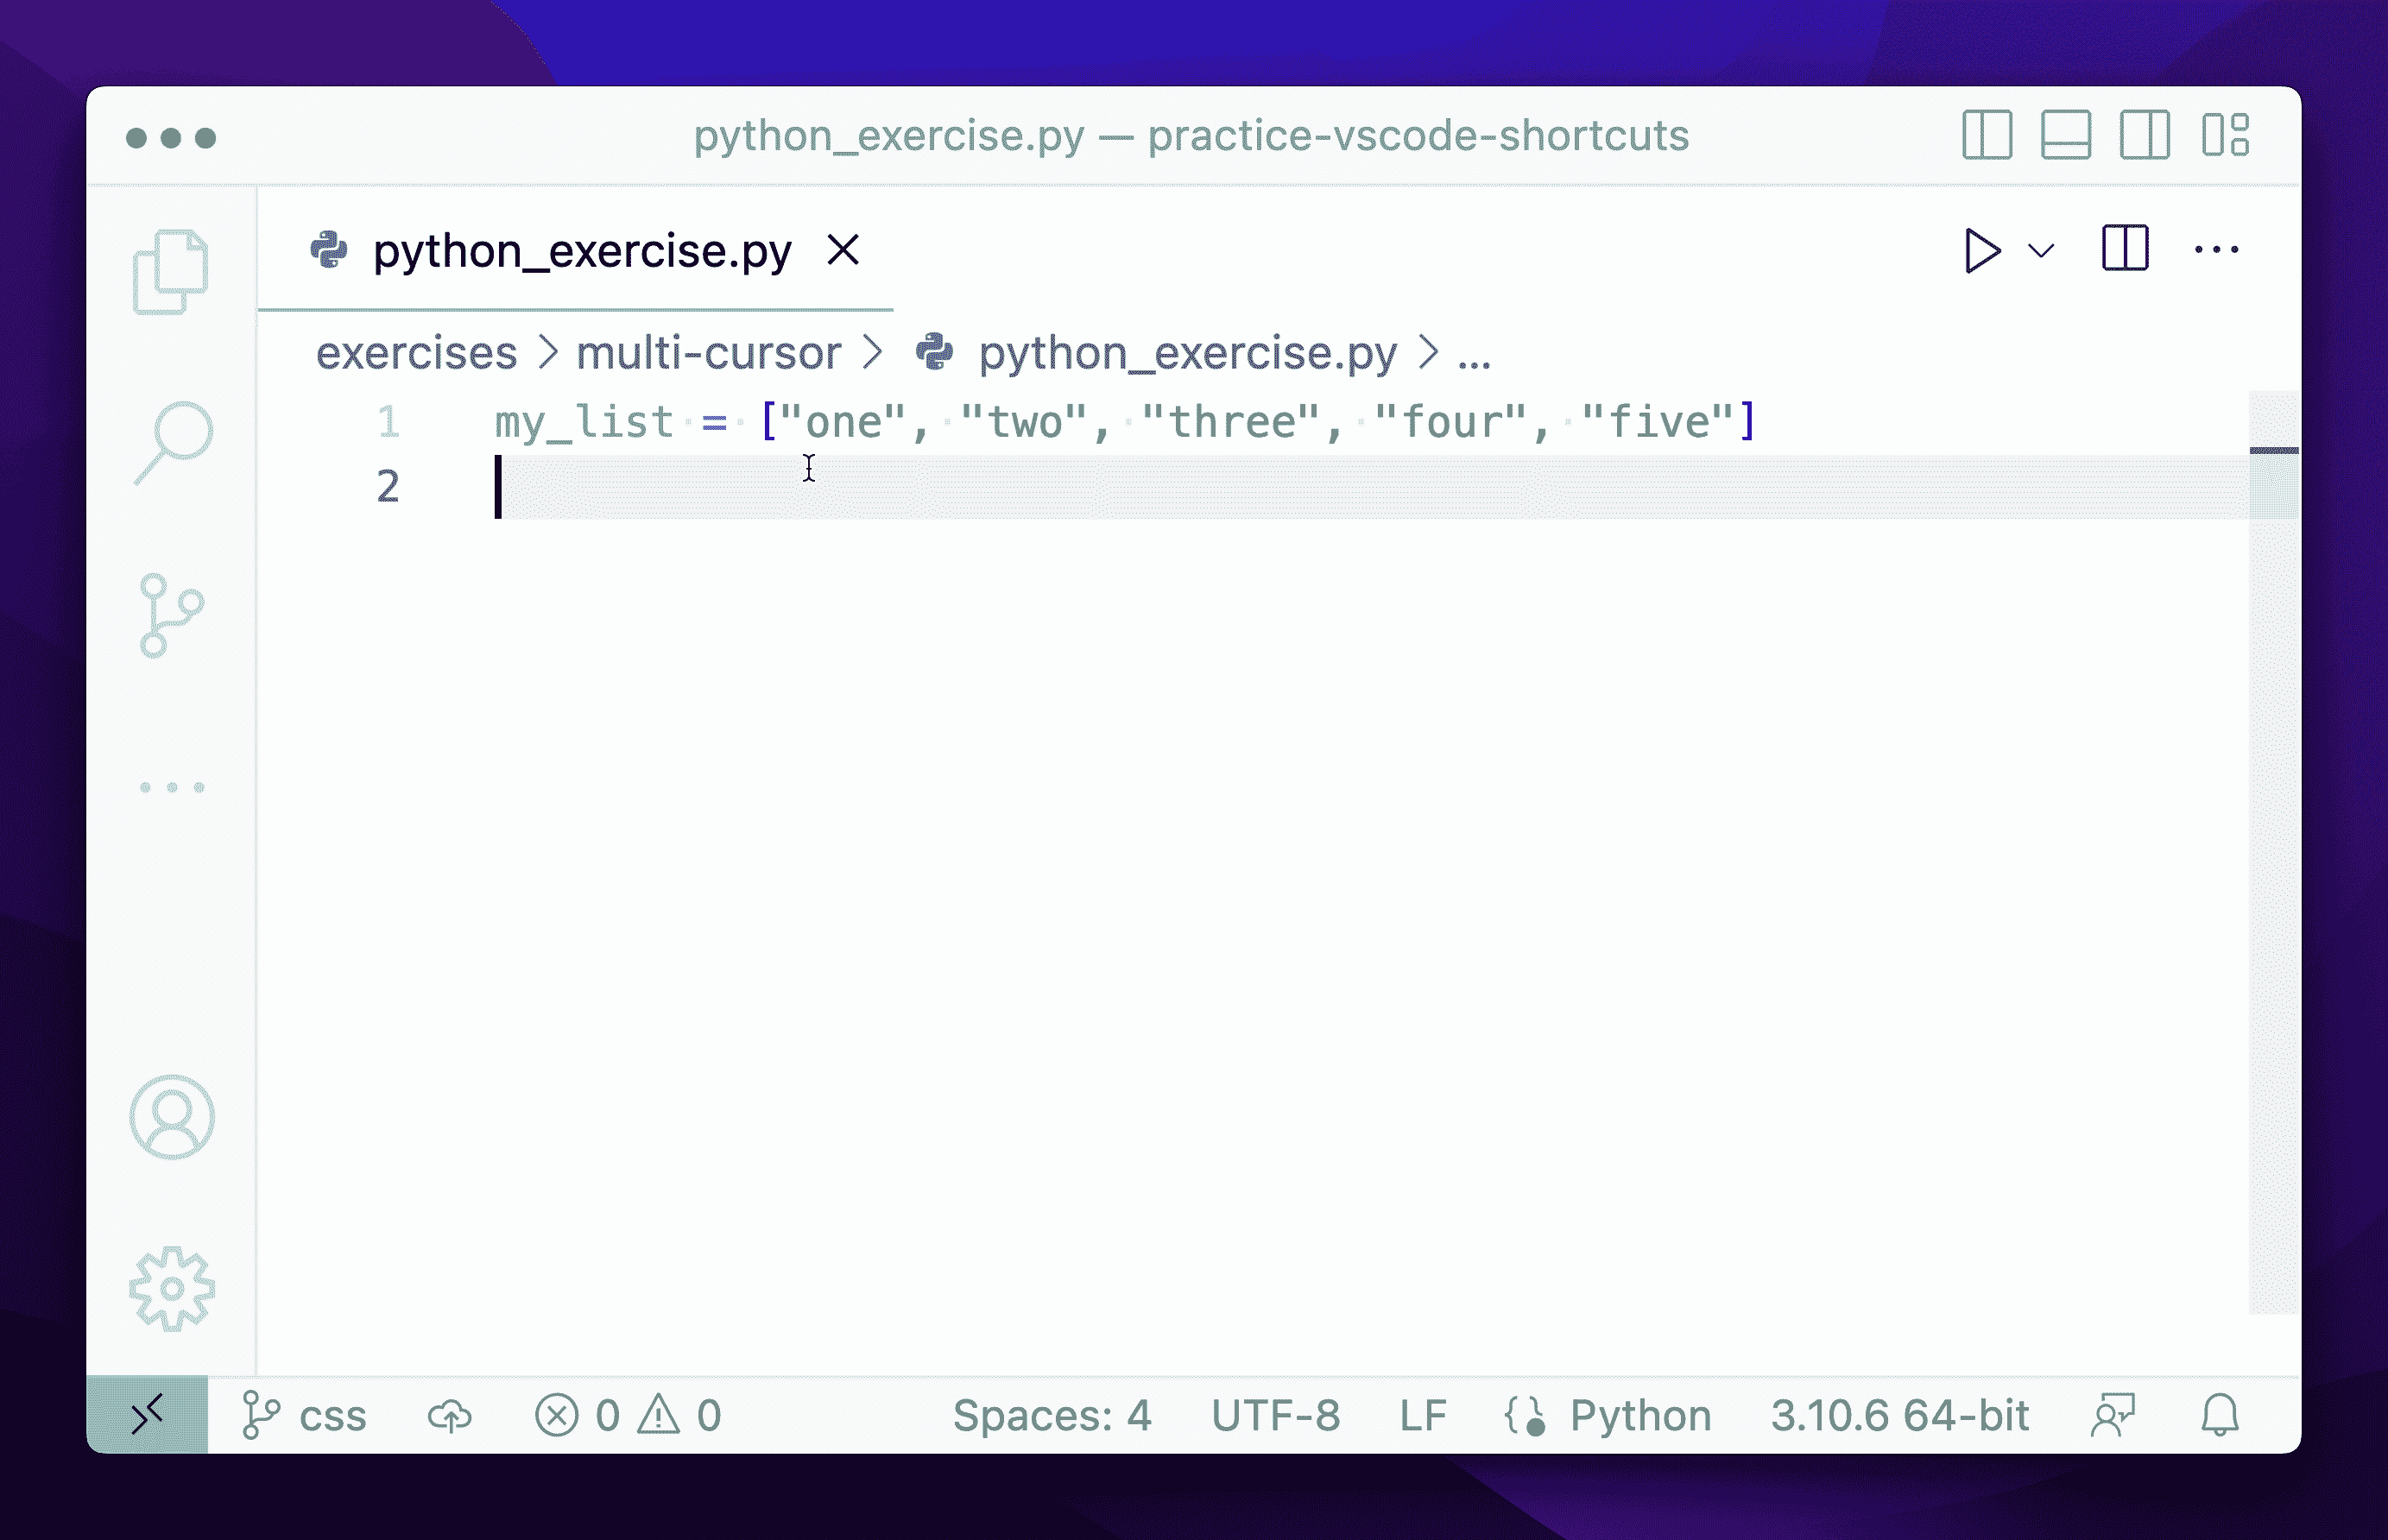 python_exercise.py — practice-vscode-shortcuts
python_exercise.py
exercises > multi-cursor > python_exercise.py > ...
1 my_list = ["one", "two", "three", "four", "five"]
2
css 0 0 Spaces: 4 UTF-8 LF Python 3.10.6 64-bit